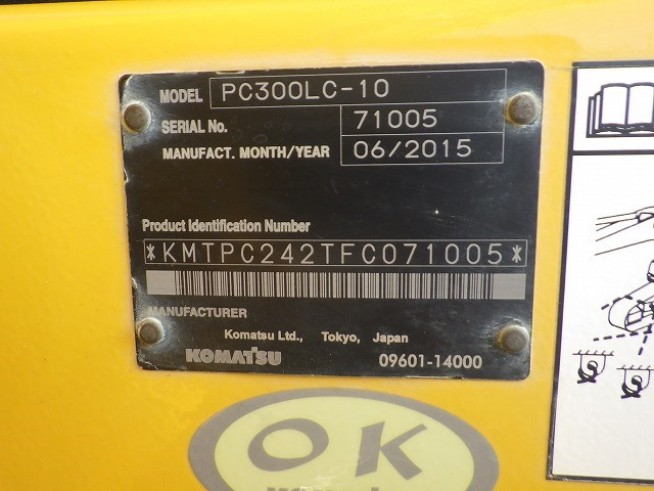 MODEL PC300LC-10
SERIAL No. 71005
MANUFACT. MONTH/YEAR 06/2015
Product Identification Number
*KMTPC242TFC071005*
MANUFACTURER
Komatsu Ltd., Tokyo, Japan
KOMATSU 09601-14000
OK